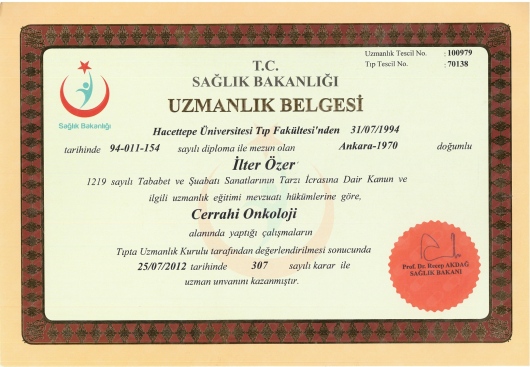 Uzmanlık Tescil No. : 100979
Tıp Tescil No. : 70138
T.C.
SAĞLIK BAKANLIĞI
UZMANLIK BELGESİ
Sağlık Bakanlığı
Hacettepe Üniversitesi Tıp Fakültesi'nden 31/07/1994
tarihinde 94-011-154 sayılı diploma ile mezun olan Ankara-1970 doğumlu
İlter Özer
1219 sayılı Tababet ve Şuabatı Sanatlarının Tarzı İcrasına Dair Kanun ve
ilgili uzmanlık eğitimi mevzuatı hükümlerine göre,
Cerrahi Onkoloji
alanında yaptığı çalışmaların
Tıpta Uzmanlık Kurulu tarafından değerlendirilmesi sonucunda
25/07/2012 tarihinde 307 sayılı karar ile
uzman unvanını kazanmıştır.
Prof. Dr. Recep AKDAĞ
SAĞLIK BAKANI